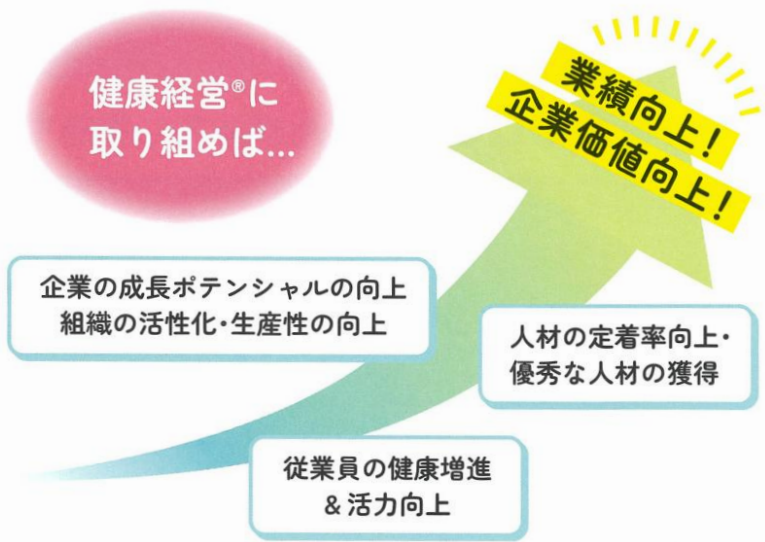 健康経営®に
取り組めば…
業績向上!
企業価値向上!
企業の成長ポテンシャルの向上
組織の活性化・生産性の向上
人材の定着率向上・
優秀な人材の獲得
従業員の健康増進
&活力向上